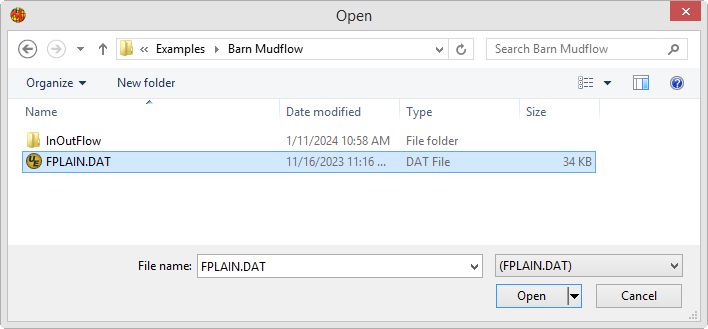 Open
« Examples Barn Mudflow
Search Barn Mudflow
Organize New folder
Name Date modified Type Size
InOutFlow 1/11/2024 10:58 AM File folder
FPLAIN.DAT 11/16/2023 11:16 ... DAT File 34 KB
File name: FPLAIN.DAT (FPLAIN.DAT)
Open Cancel